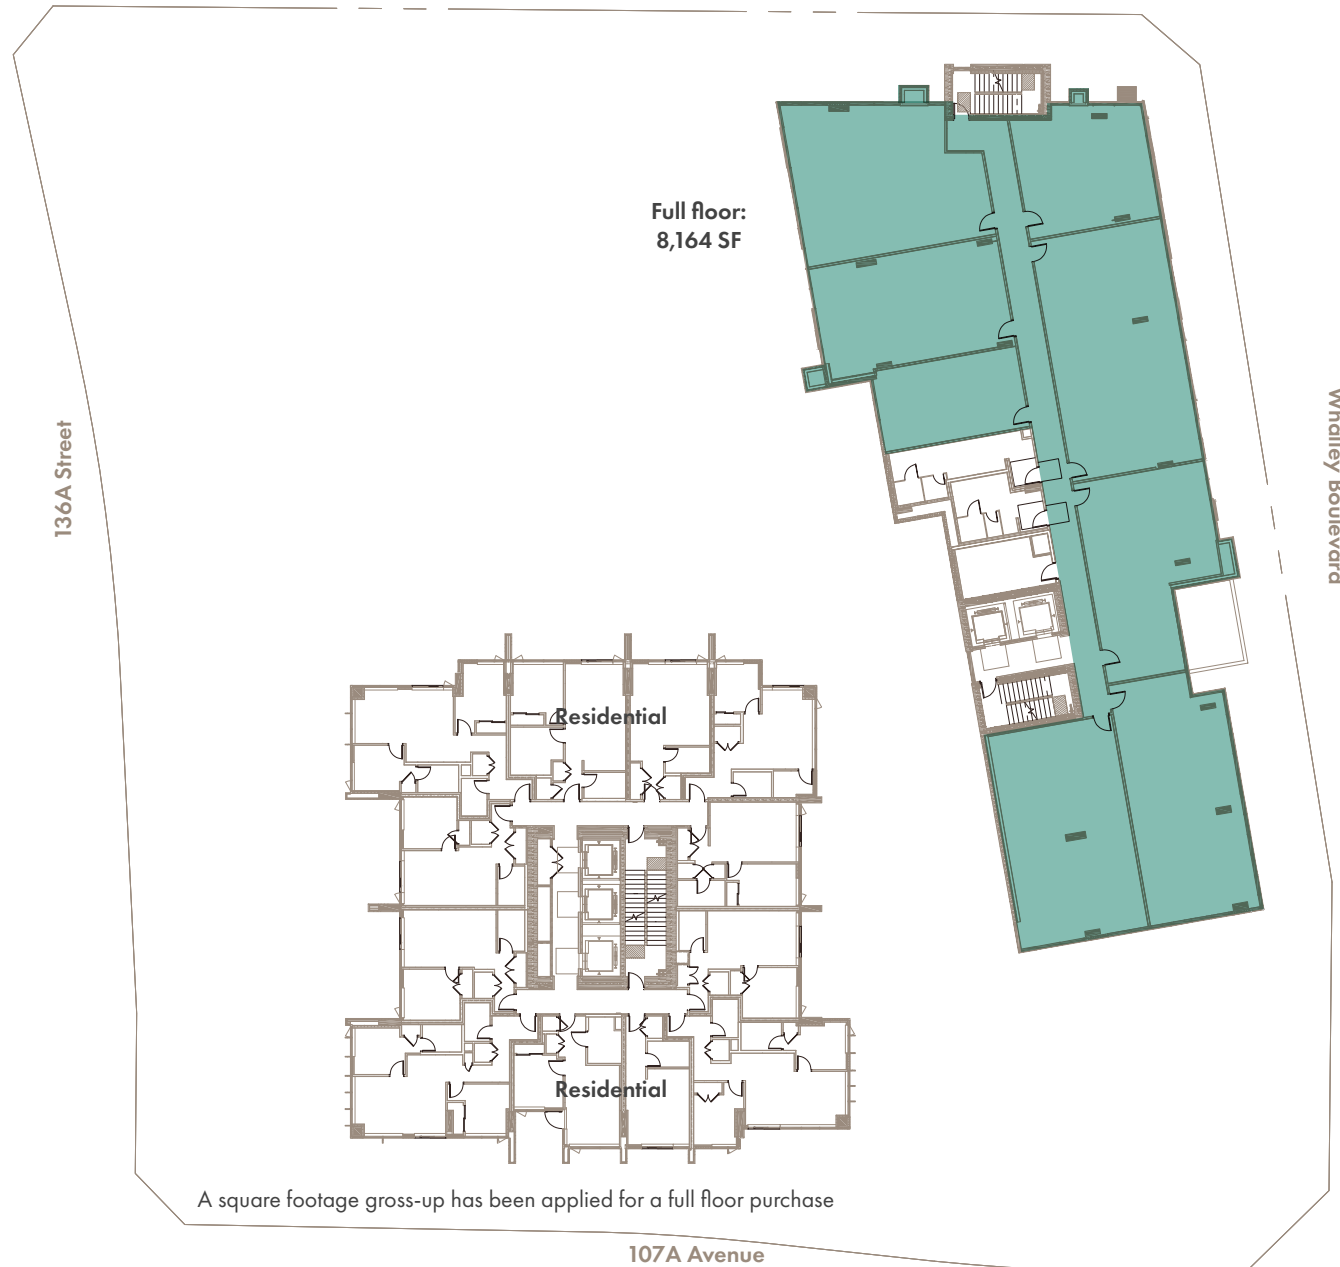 Full floor:
8,164 SF
136A Street
Whalley Boulevard
Residential
Residential
A square footage gross-up has been applied for a full floor purchase
107A Avenue